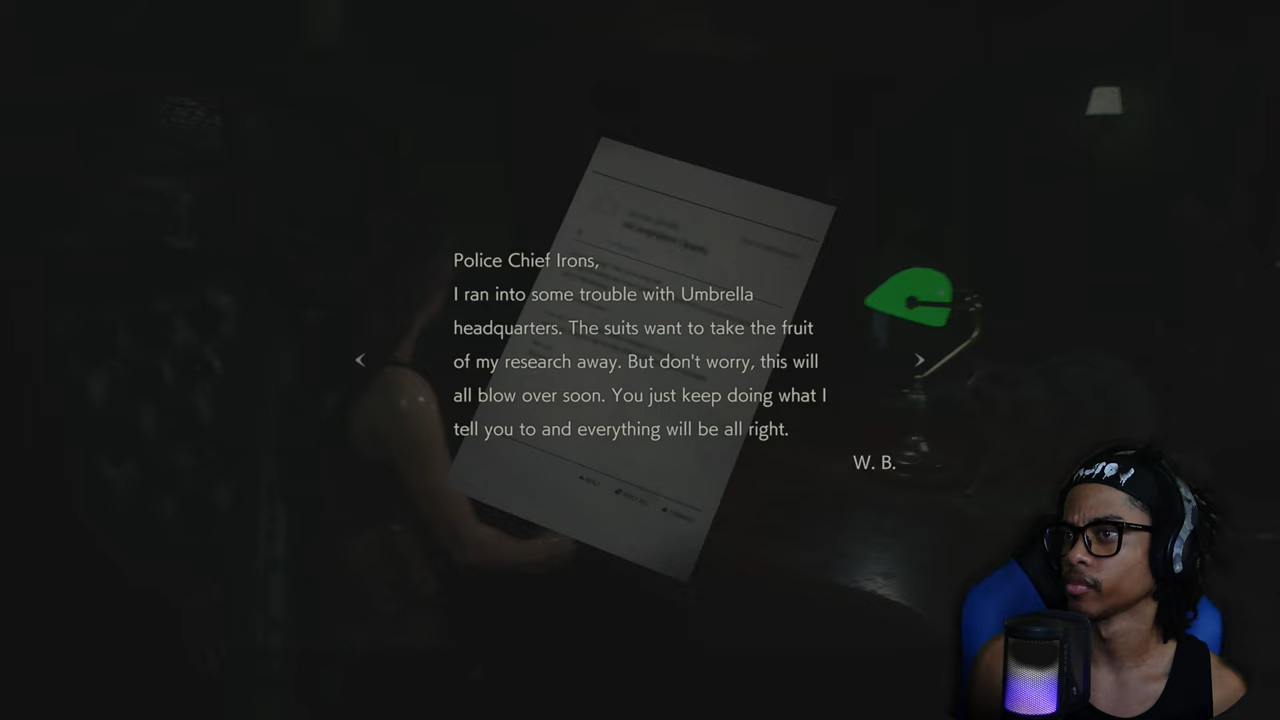 Police Chief Irons,
I ran into some trouble with Umbrella
headquarters. The suits want to take the fruit
of my research away. But don't worry, this will
all blow over soon. You just keep doing what I
tell you to and everything will be all right.
W. B.